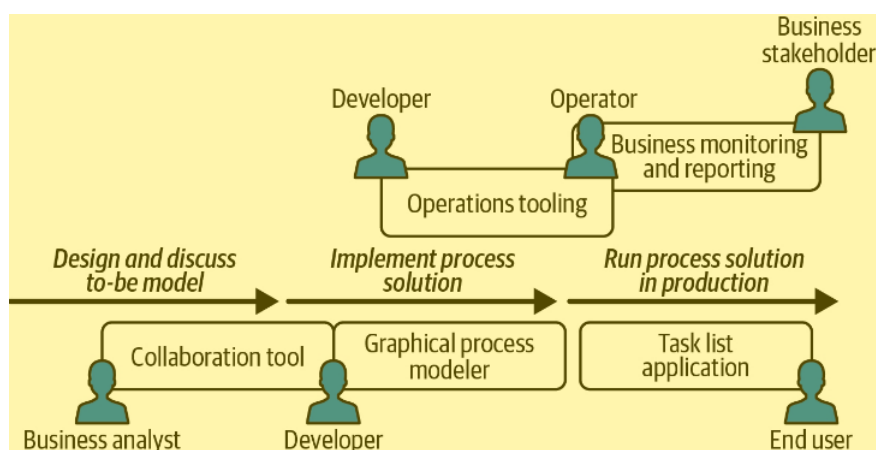 Business
stakeholder
Developer
Operator
Business monitoring
and reporting
Operations tooling
Design and discuss
to-be model
Implement process
solution
Run process solution
in production
Collaboration tool
Graphical process
modeler
Task list
application
Business analyst
Developer
End user